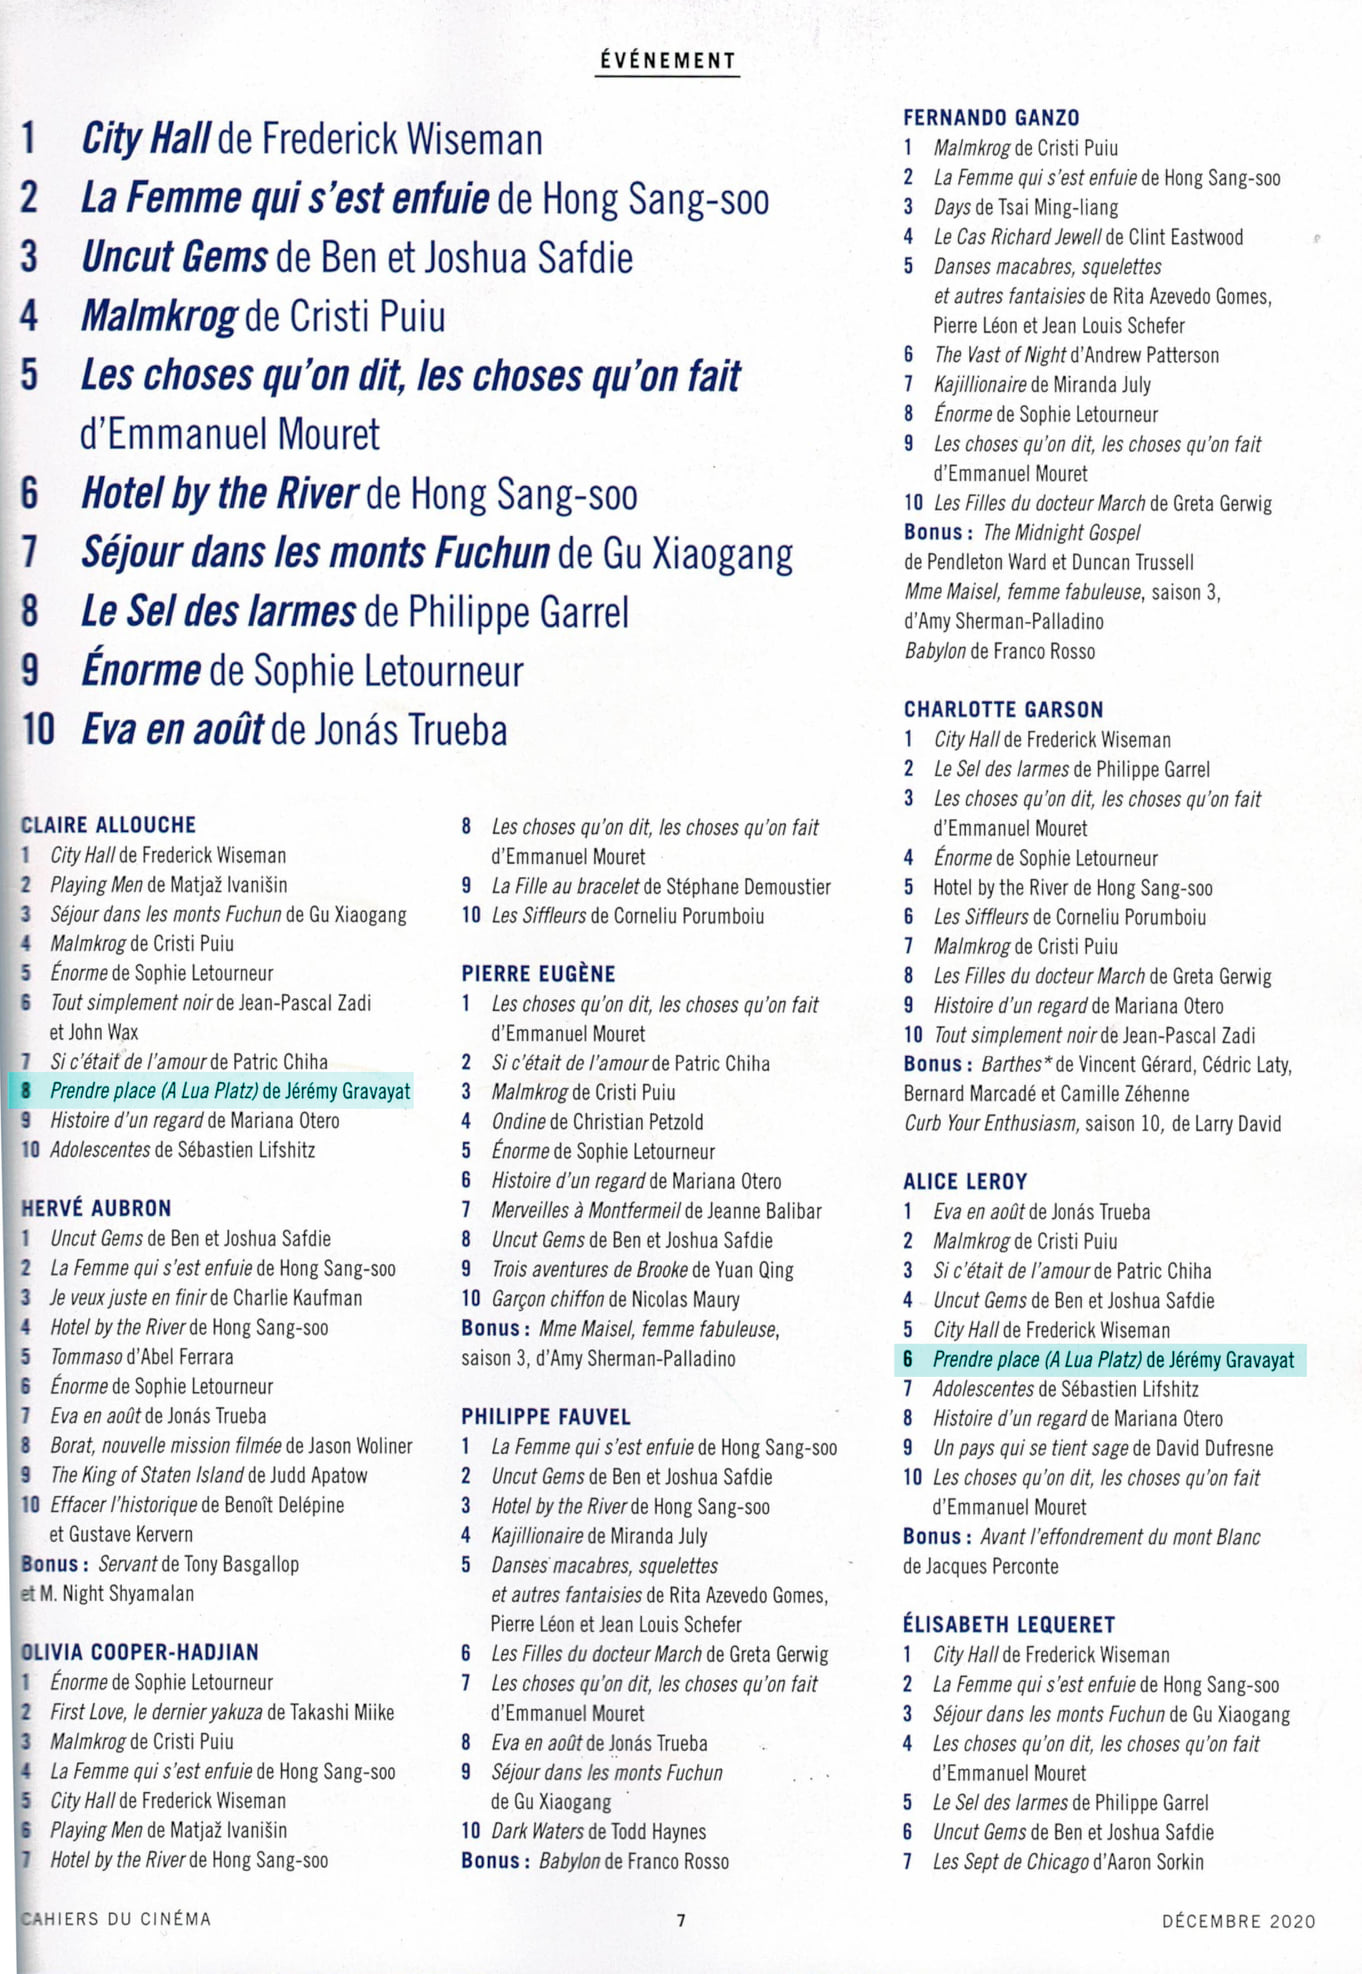 ÉVÉNEMENT
1 City Hall de Frederick Wiseman
2 La Femme qui s'est enfuie de Hong Sang-soo
3 Uncut Gems de Ben et Joshua Safdie
4 Malmkrog de Cristi Puiu
5 Les choses qu'on dit, les choses qu'on fait
d'Emmanuel Mouret
6 Hotel by the River de Hong Sang-soo
7 Séjour dans les monts Fuchun de Gu Xiaogang
8 Le Sel des larmes de Philippe Garrel
9 Énorme de Sophie Letourneur
10 Eva en août de Jonás Trueba
CLAIRE ALLOUCHE
1 City Hall de Frederick Wiseman
2 Playing Men de Matjaž Ivanišin
3 Séjour dans les monts Fuchun de Gu Xiaogang
4 Malmkrog de Cristi Puiu
5 Énorme de Sophie Letourneur
6 Tout simplement noir de Jean-Pascal Zadi
et John Wax
7 Si c'était de l'amour de Patric Chiha
8 Prendre place (A Lua Platz) de Jérémy Gravayat
9 Histoire d'un regard de Mariana Otero
10 Adolescentes de Sébastien Lifshitz
HERVÉ AUBRON
1 Uncut Gems de Ben et Joshua Safdie
2 La Femme qui s'est enfuie de Hong Sang-soo
3 Je veux juste en finir de Charlie Kaufman
4 Hotel by the River de Hong Sang-soo
5 Tommaso d'Abel Ferrara
6 Énorme de Sophie Letourneur
7 Eva en août de Jonás Trueba
8 Borat, nouvelle mission filmée de Jason Woliner
9 The King of Staten Island de Judd Apatow
10 Effacer l'historique de Benoît Delépine
et Gustave Kervern
Bonus : Servant de Tony Basgallop
et M. Night Shyamalan
OLIVIA COOPER-HADJIAN
1 Énorme de Sophie Letourneur
2 First Love, le dernier yakuza de Takashi Miike
3 Malmkrog de Cristi Puiu
4 La Femme qui s'est enfuie de Hong Sang-soo
5 City Hall de Frederick Wiseman
6 Playing Men de Matjaž Ivanišin
7 Hotel by the River de Hong Sang-soo
8 Les choses qu'on dit, les choses qu'on fait
d'Emmanuel Mouret
9 La Fille au bracelet de Stéphane Demoustier
10 Les Siffleurs de Corneliu Porumboiu
PIERRE EUGÈNE
1 Les choses qu'on dit, les choses qu'on fait
d'Emmanuel Mouret
2 Si c'était de l'amour de Patric Chiha
3 Malmkrog de Cristi Puiu
4 Ondine de Christian Petzold
5 Énorme de Sophie Letourneur
6 Histoire d'un regard de Mariana Otero
7 Merveilles à Montfermeil de Jeanne Balibar
8 Uncut Gems de Ben et Joshua Safdie
9 Trois aventures de Brooke de Yuan Qing
10 Garçon chiffon de Nicolas Maury
Bonus : Mme Maisel, femme fabuleuse,
saison 3, d'Amy Sherman-Palladino
PHILIPPE FAUVEL
1 La Femme qui s'est enfuie de Hong Sang-soo
2 Uncut Gems de Ben et Joshua Safdie
3 Hotel by the River de Hong Sang-soo
4 Kajillionaire de Miranda July
5 Danses macabres, squelettes
et autres fantaisies de Rita Azevedo Gomes,
Pierre Léon et Jean Louis Schefer
6 Les Filles du docteur March de Greta Gerwig
7 Les choses qu'on dit, les choses qu'on fait
d'Emmanuel Mouret
8 Eva en août de Jonás Trueba
9 Séjour dans les monts Fuchun
de Gu Xiaogang
10 Dark Waters de Todd Haynes
Bonus : Babylon de Franco Rosso
FERNANDO GANZO
1 Malmkrog de Cristi Puiu
2 La Femme qui s'est enfuie de Hong Sang-soo
3 Days de Tsai Ming-liang
4 Le Cas Richard Jewell de Clint Eastwood
5 Danses macabres, squelettes
et autres fantaisies de Rita Azevedo Gomes,
Pierre Léon et Jean Louis Schefer
6 The Vast of Night d'Andrew Patterson
7 Kajillionaire de Miranda July
8 Énorme de Sophie Letourneur
9 Les choses qu'on dit, les choses qu'on fait
d'Emmanuel Mouret
10 Les Filles du docteur March de Greta Gerwig
Bonus : The Midnight Gospel
de Pendleton Ward et Duncan Trussell
Mme Maisel, femme fabuleuse, saison 3,
d'Amy Sherman-Palladino
Babylon de Franco Rosso
CHARLOTTE GARSON
1 City Hall de Frederick Wiseman
2 Le Sel des larmes de Philippe Garrel
3 Les choses qu'on dit, les choses qu'on fait
d'Emmanuel Mouret
4 Énorme de Sophie Letourneur
5 Hotel by the River de Hong Sang-soo
6 Les Siffleurs de Corneliu Porumboiu
7 Malmkrog de Cristi Puiu
8 Les Filles du docteur March de Greta Gerwig
9 Histoire d'un regard de Mariana Otero
10 Tout simplement noir de Jean-Pascal Zadi
Bonus : Barthes* de Vincent Gérard, Cédric Laty,
Bernard Marcadé et Camille Zéhenne
Curb Your Enthusiasm, saison 10, de Larry David
ALICE LEROY
1 Eva en août de Jonás Trueba
2 Malmkrog de Cristi Puiu
3 Si c'était de l'amour de Patric Chiha
4 Uncut Gems de Ben et Joshua Safdie
5 City Hall de Frederick Wiseman
6 Prendre place (A Lua Platz) de Jérémy Gravayat
7 Adolescentes de Sébastien Lifshitz
8 Histoire d'un regard de Mariana Otero
9 Un pays qui se tient sage de David Dufresne
10 Les choses qu'on dit, les choses qu'on fait
d'Emmanuel Mouret
Bonus : Avant l'effondrement du mont Blanc
de Jacques Perconte
ÉLISABETH LEQUERET
1 City Hall de Frederick Wiseman
2 La Femme qui s'est enfuie de Hong Sang-soo
3 Séjour dans les monts Fuchun de Gu Xiaogang
4 Les choses qu'on dit, les choses qu'on fait
d'Emmanuel Mouret
5 Le Sel des larmes de Philippe Garrel
6 Uncut Gems de Ben et Joshua Safdie
7 Les Sept de Chicago d'Aaron Sorkin
CAHIERS DU CINÉMA
7
DÉCEMBRE 2020